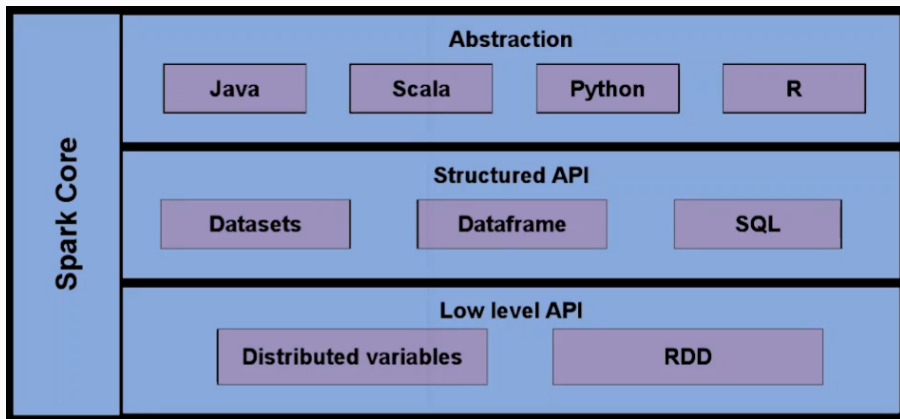 Spark Core
Abstraction
Java
Scala
Python
R
Structured API
Datasets
Dataframe
SQL
Low level API
Distributed variables
RDD